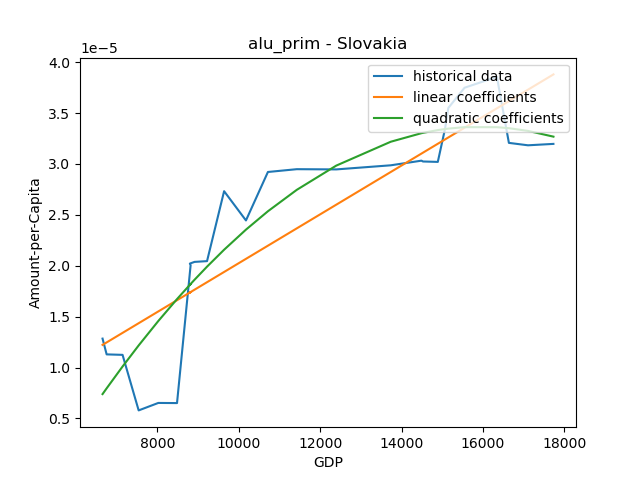 alu_prim - Slovakia
1e−5
4.0
3.5
3.0
2.5
2.0
1.5
1.0
0.5
Amount-per-Capita
historical data
linear coefficients
quadratic coefficients
8000 10000 12000 14000 16000 18000
GDP